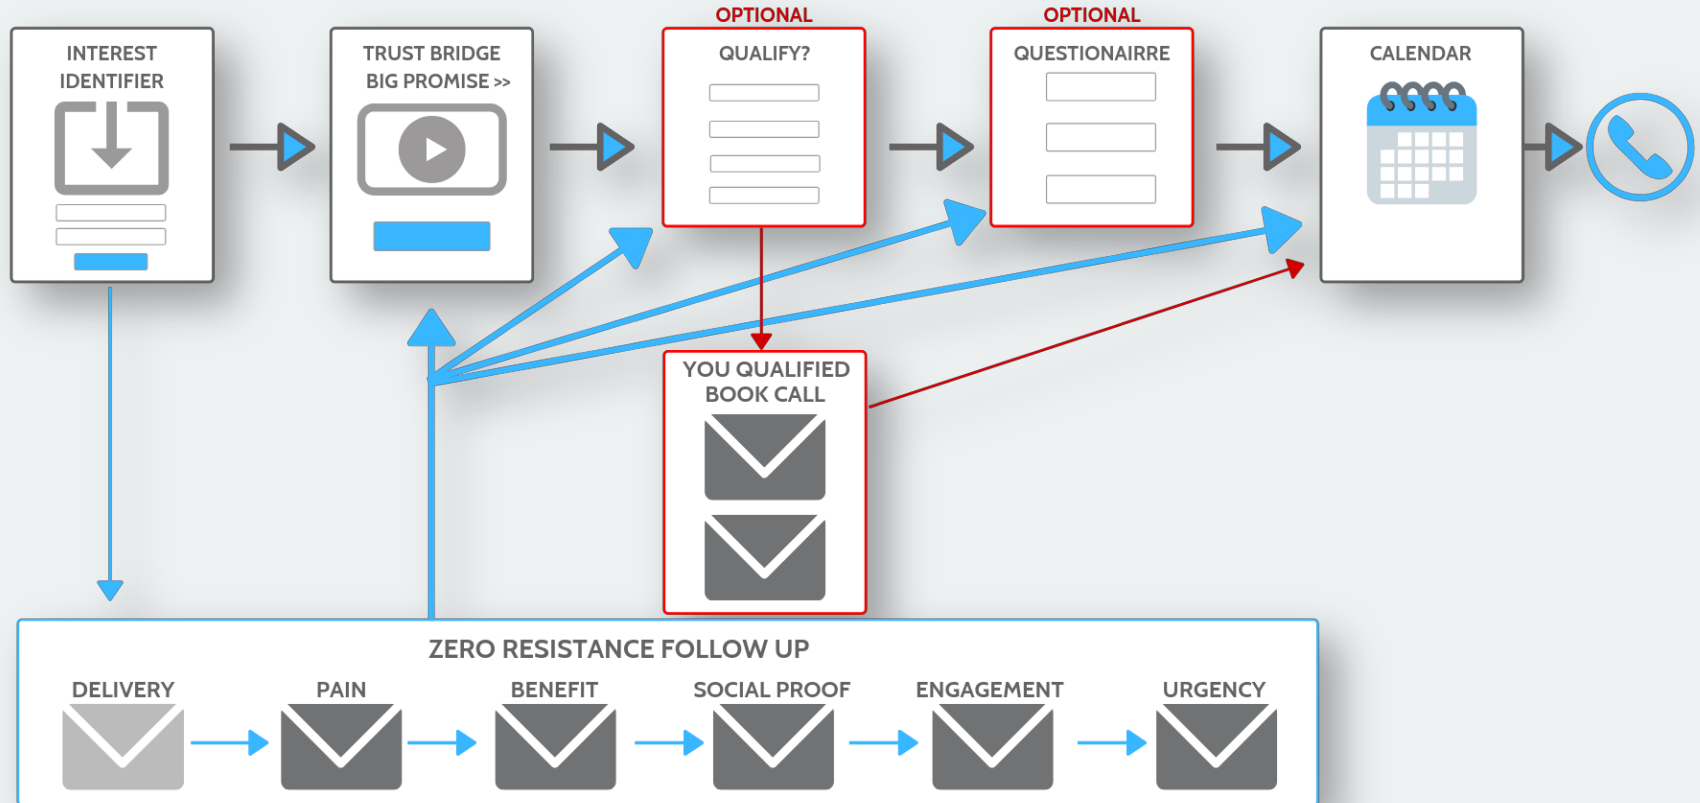 OPTIONAL
OPTIONAL
INTEREST
IDENTIFIER
TRUST BRIDGE
BIG PROMISE >>
QUALIFY?
QUESTIONAIRRE
CALENDAR
YOU QUALIFIED
BOOK CALL
ZERO RESISTANCE FOLLOW UP
DELIVERY
PAIN
BENEFIT
SOCIAL PROOF
ENGAGEMENT
URGENCY